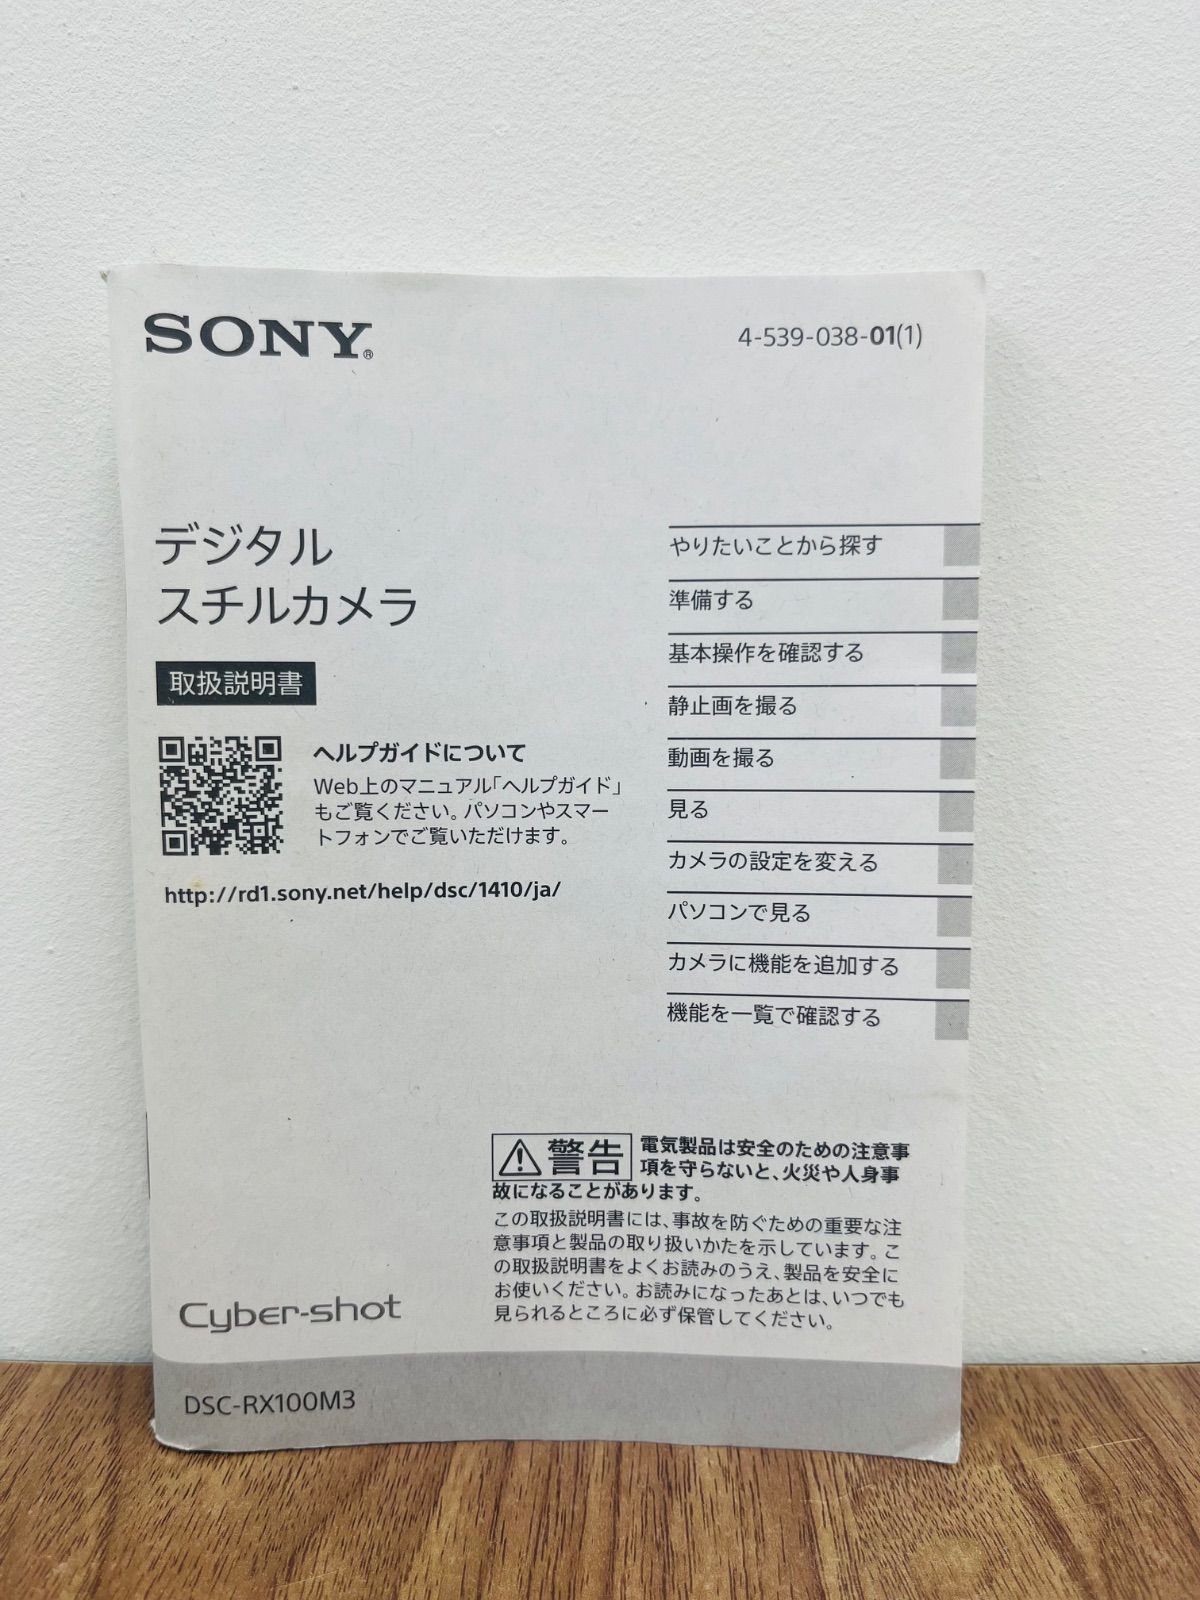 SONY®
4-539-038-01(1)
デジタル
スチルカメラ
取扱説明書
ヘルプガイドについて
Web上のマニュアル「ヘルプガイド」
もご覧ください。パソコンやスマー
トフォンでご覧いただけます。
http://rd1.sony.net/help/dsc/1410/ja/
やりたいことから探す
準備する
基本操作を確認する
静止画を撮る
動画を撮る
見る
カメラの設定を変える
パソコンで見る
カメラに機能を追加する
機能を一覧で確認する
警告 電気製品は安全のための注意事
項を守らないと、火災や人身事
故になることがあります。
この取扱説明書には、事故を防ぐための重要な注
意事項と製品の取り扱いかたを示しています。こ
の取扱説明書をよくお読みのうえ、製品を安全に
お使いください。お読みになったあとは、いつでも
見られるところに必ず保管してください。
Cyber-shot
DSC-RX100M3